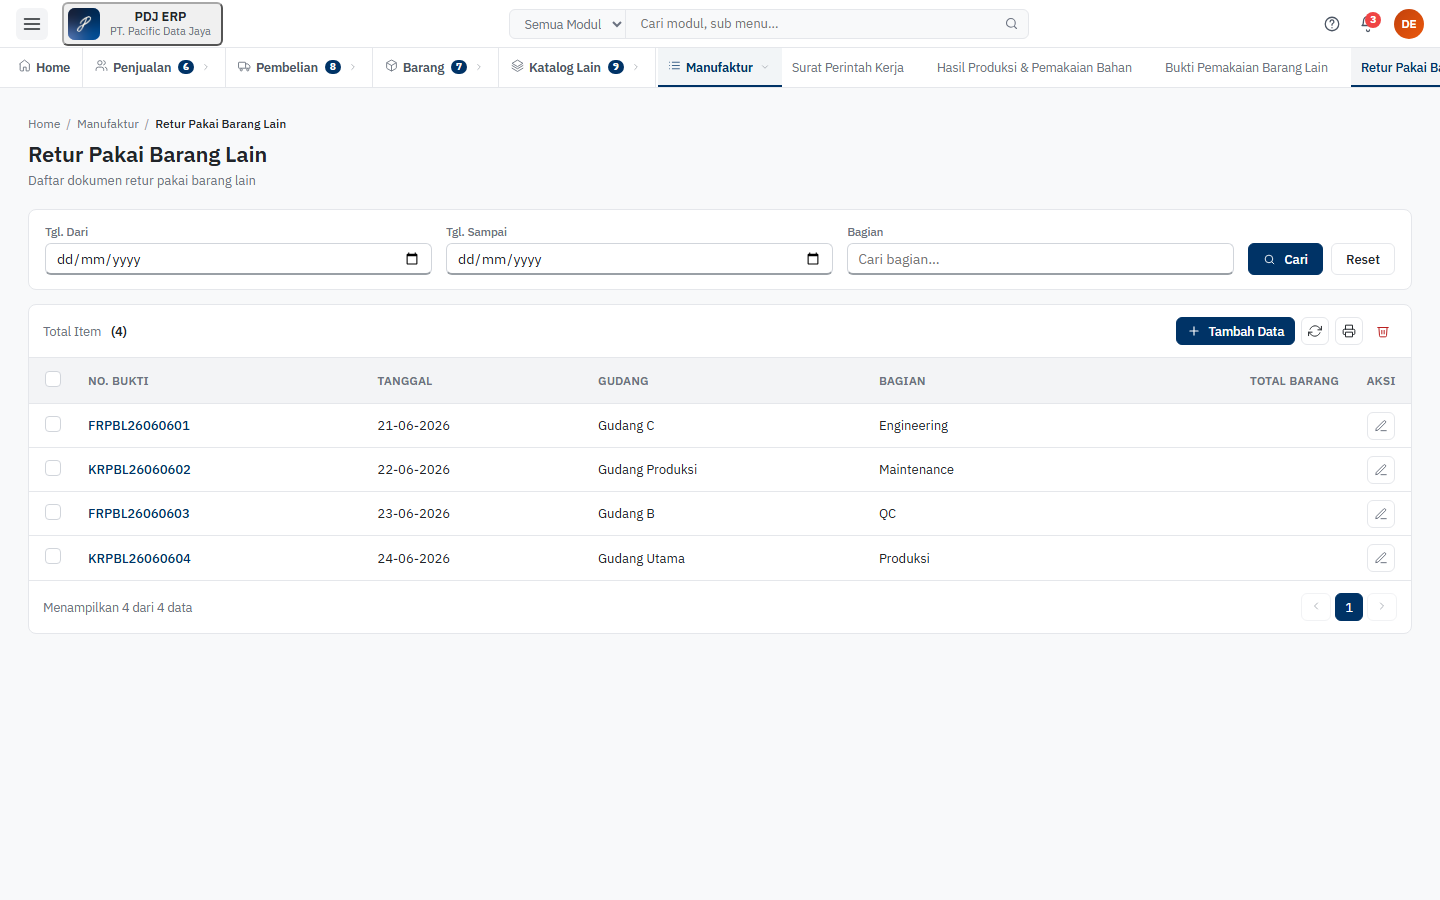 PDJ ERP
PT. Pacific Data Jaya
Semua Modul
Cari modul, sub menu...
3
DE
Home
Penjualan 6
Pembelian 8
Barang 7
Katalog Lain 9
Manufaktur
Surat Perintah Kerja
Hasil Produksi & Pemakaian Bahan
Bukti Pemakaian Barang Lain
Retur Pakai Ba
Home / Manufaktur / Retur Pakai Barang Lain
Retur Pakai Barang Lain
Daftar dokumen retur pakai barang lain
Tgl. Dari
Tgl. Sampai
Bagian
dd/mm/yyyy
dd/mm/yyyy
Cari bagian...
Cari
Reset
Total Item (4)
Tambah Data
NO. BUKTI TANGGAL GUDANG BAGIAN TOTAL BARANG AKSI
FRPBL26060601 21-06-2026 Gudang C Engineering
KRPBL26060602 22-06-2026 Gudang Produksi Maintenance
FRPBL26060603 23-06-2026 Gudang B QC
KRPBL26060604 24-06-2026 Gudang Utama Produksi
Menampilkan 4 dari 4 data
1